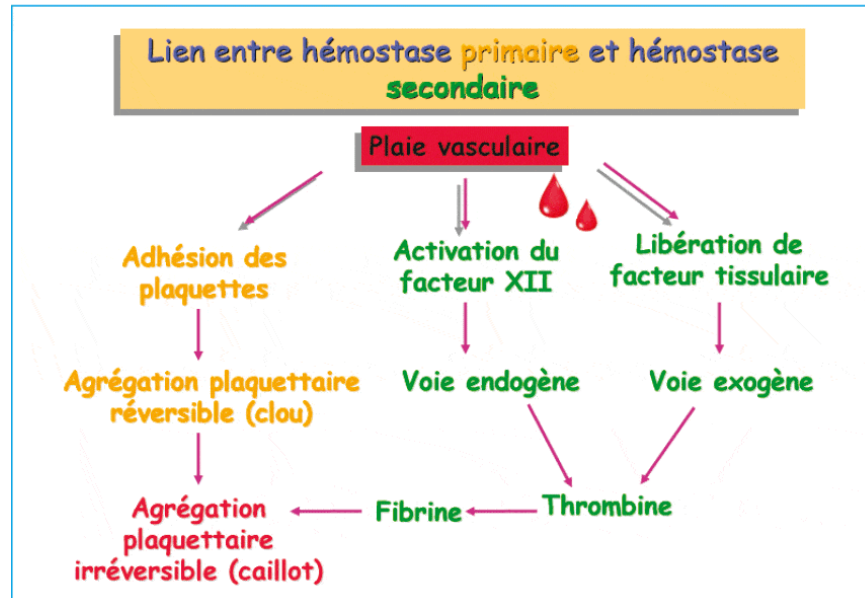 Lien entre hémostase primaire et hémostase
secondaire
Plaie vasculaire
Adhésion des
plaquettes
Activation du
facteur XII
Libération de
facteur tissulaire
Agrégation plaquettaire
réversible (clou)
Voie endogène
Voie exogène
Agrégation
plaquettaire
irréversible (caillot)
Fibrine
Thrombine